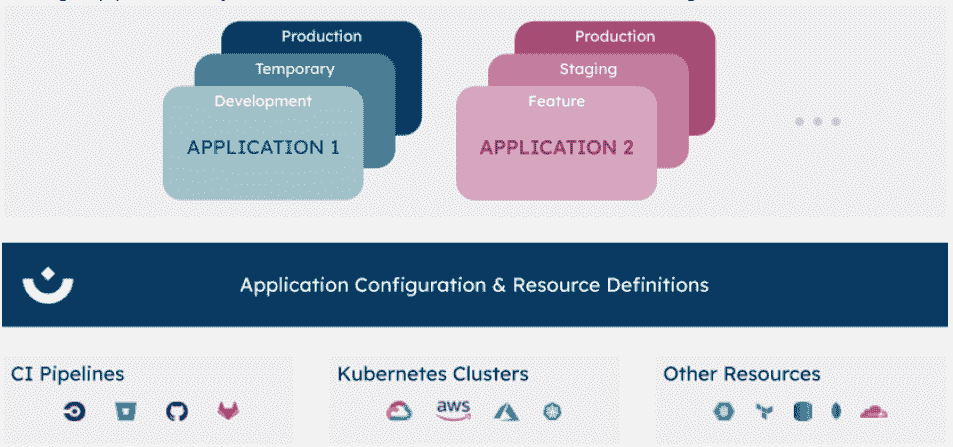 Production
Temporary
Development
APPLICATION 1
Production
Staging
Feature
APPLICATION 2
Application Configuration & Resource Definitions
CI Pipelines
Kubernetes Clusters
aws
Other Resources